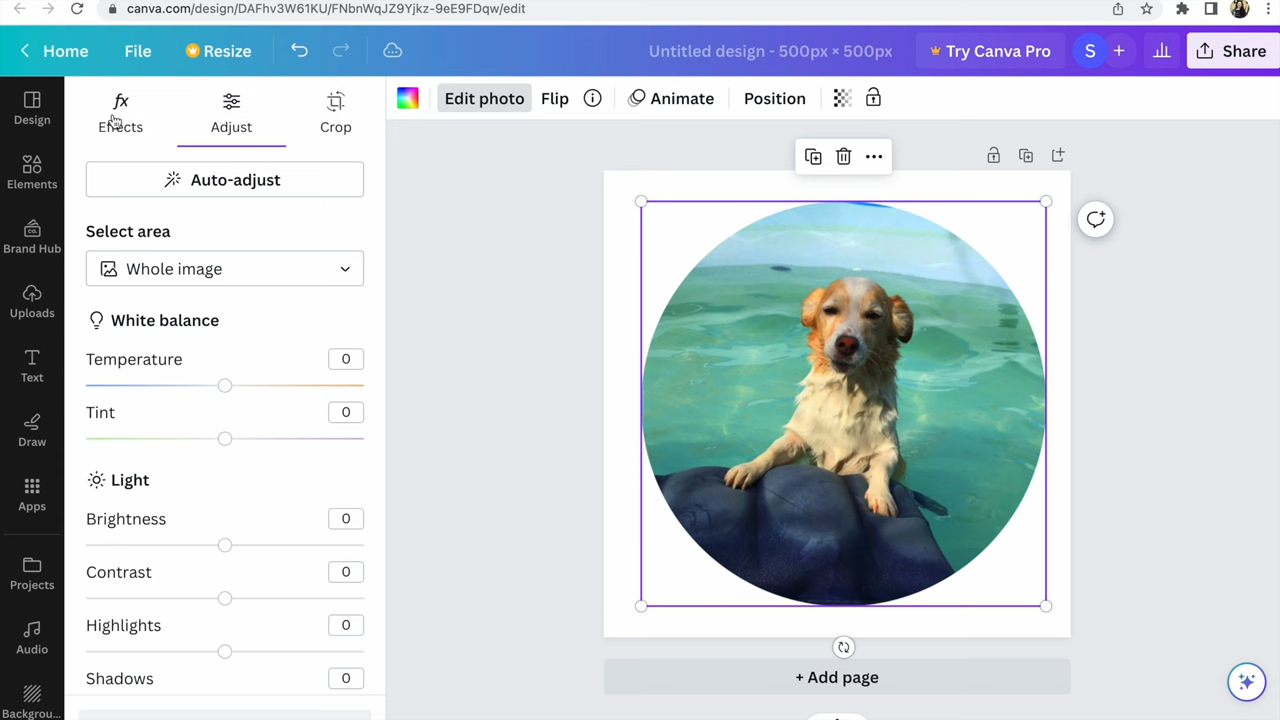 canva.com/design/DAFhv3W61KU/FNbnWqJZ9Yjkz-9eE9FDqw/edit
Home
File
Resize
Untitled design - 500px × 500px
Try Canva Pro
S
+
Share
Design
Elements
Brand Hub
Uploads
Text
Draw
Apps
Projects
Audio
Backgrou...
fx
Effects
Adjust
Crop
Auto-adjust
Select area
Whole image
White balance
Temperature 0
Tint 0
Light
Brightness 0
Contrast 0
Highlights 0
Shadows 0
Edit photo
Flip
Animate
Position
+ Add page